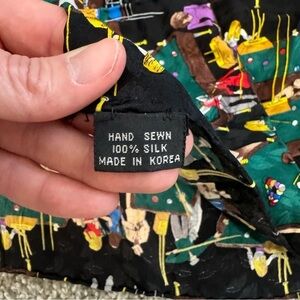 HAND SEWN
100% SILK
MADE IN KOREA